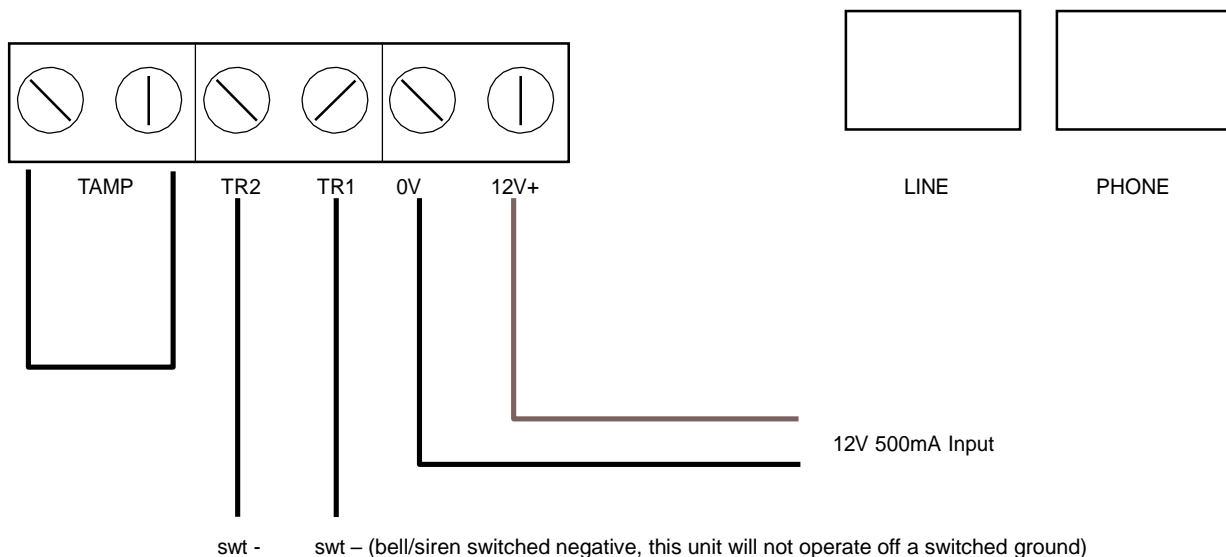 TAMP TR2 TR1 0V 12V+ LINE PHONE
12V 500mA Input
swt - swt – (bell/siren switched negative, this unit will not operate off a switched ground)